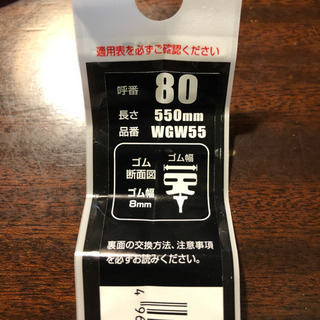 適用表を必ずご確認ください
呼番 80
長さ 550mm
品番 WGW55
ゴム
断面図
ゴム幅
8mm
ゴム幅
裏面の交換方法、注意事項
を必ずお読みください。
4 96